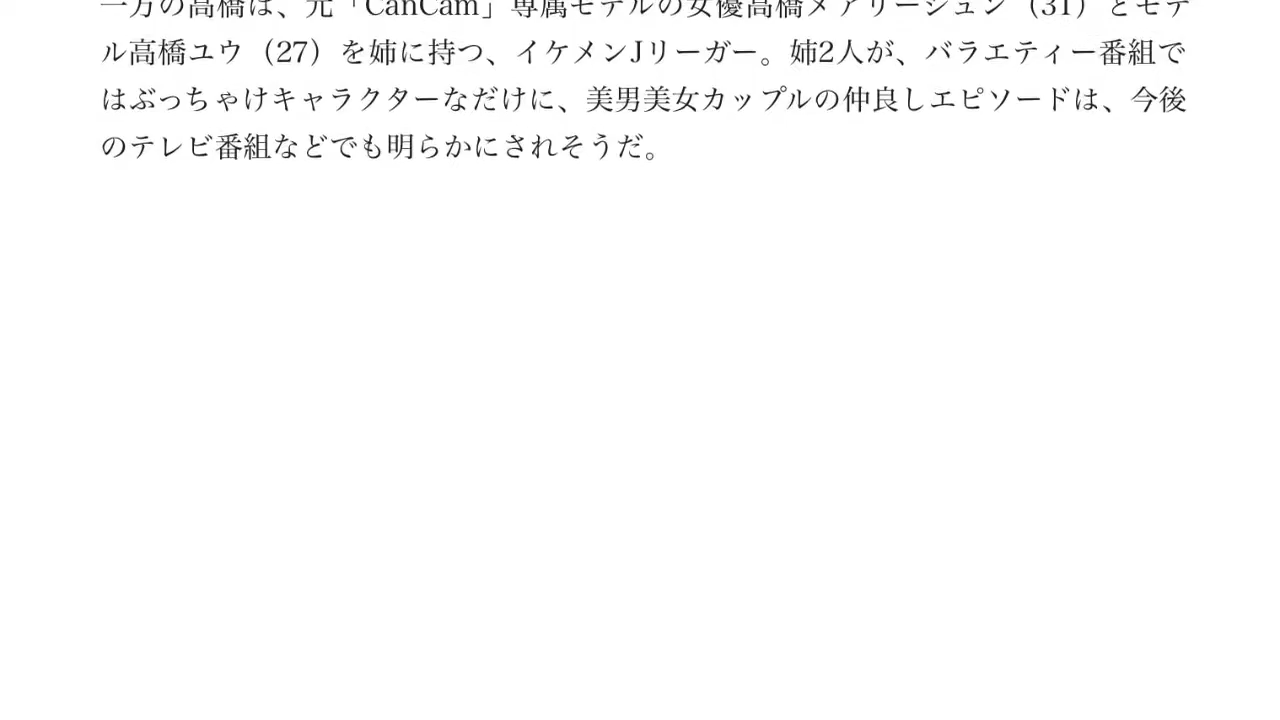 一方の高橋は、元「CanCam」専属モデルの女優高橋メアリージュン（31）とモデ
ル高橋ユウ（27）を姉に持つ、イケメンJリーガー。姉2人が、バラエティー番組で
はぶっちゃけキャラクターなだけに、美男美女カップルの仲良しエピソードは、今後
のテレビ番組などでも明らかにされそうだ。